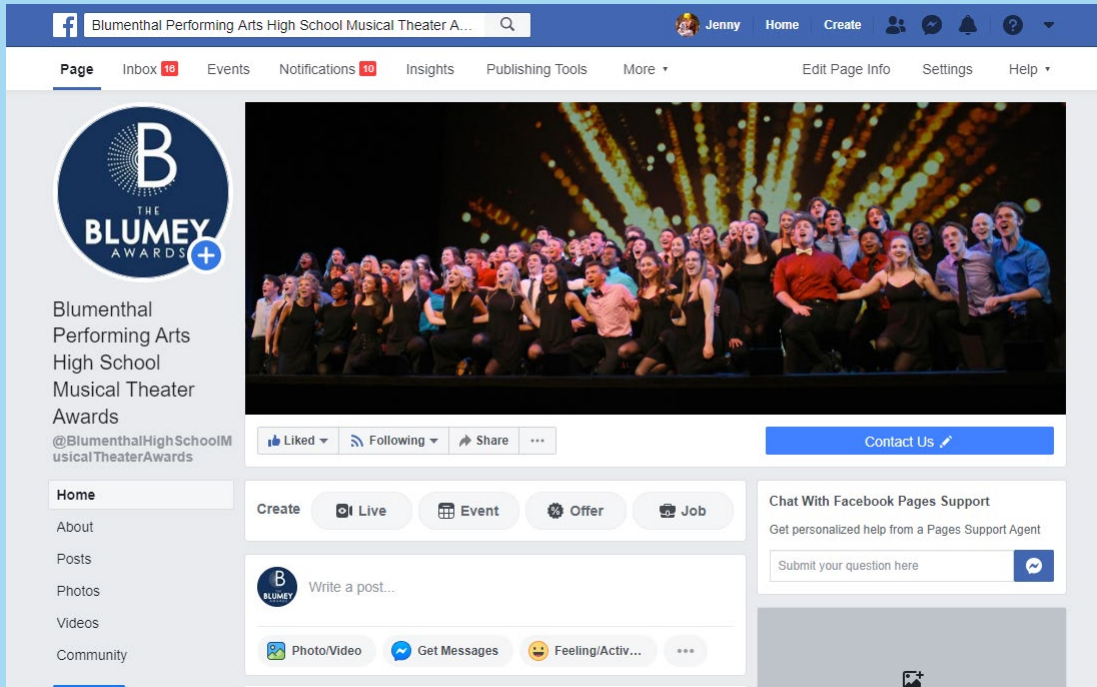 Blumenthal Performing Arts High School Musical Theater A...
Jenny
Home
Create
Page
Inbox 16
Events
Notifications 10
Insights
Publishing Tools
More
Edit Page Info
Settings
Help
B
THE
BLUMEY
AWARDS
Blumenthal
Performing Arts
High School
Musical Theater
Awards
@BlumenthalHighSchoolM
usicalTheaterAwards
Liked
Following
Share
Contact Us
Home
About
Posts
Photos
Videos
Community
Create
Live
Event
Offer
Job
B
THE
BLUMEY
AWARDS
Write a post...
Photo/Video
Get Messages
Feeling/Activ...
Chat With Facebook Pages Support
Get personalized help from a Pages Support Agent
Submit your question here